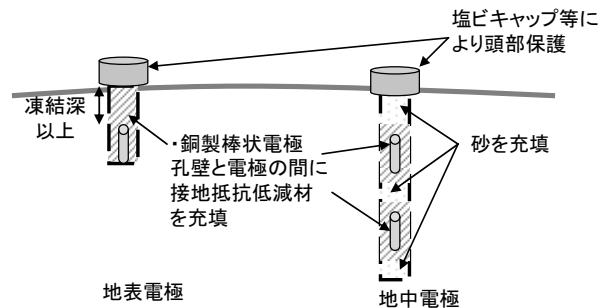 塩ビキャップ等に
より頭部保護
凍結深
以上
・銅製棒状電極
孔壁と電極の間に
接地抵抗低減材
を充填
砂を充填
地表電極
地中電極